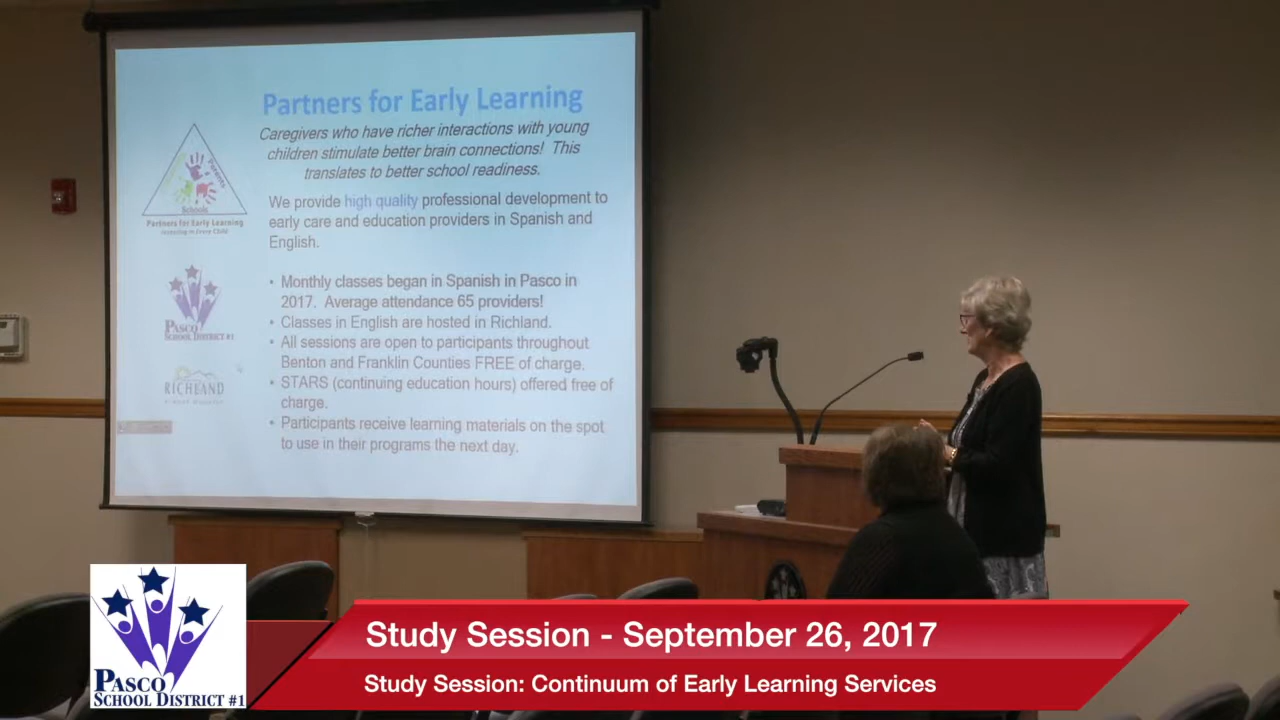 Partners for Early Learning
Caregivers who have richer interactions with young
children stimulate better brain connections! This
translates to better school readiness.
We provide high quality professional development to
early care and education providers in Spanish and
English.
• Monthly classes began in Spanish in Pasco in
2017. Average attendance 65 providers!
• Classes in English are hosted in Richland.
• All sessions are open to participants throughout
Benton and Franklin Counties FREE of charge.
• STARS (continuing education hours) offered free of
charge.
• Participants receive learning materials on the spot
to use in their programs the next day.
Parents
Schools
Partners for Early Learning
Investing in Every Child
PASCO
SCHOOL DISTRICT #1
RICHLAND
PASCO
SCHOOL DISTRICT #1
Study Session - September 26, 2017
Study Session: Continuum of Early Learning Services